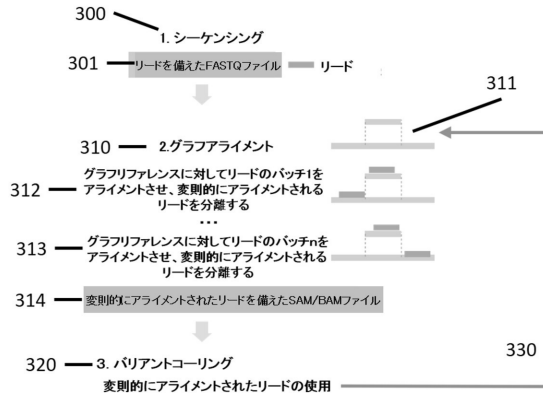 300
1. シーケンシング
301
リードを備えたFASTQファイル
リード
311
310
2.グラフアライメント
312
グラフリファレンスに対してリードのバッチ1を
アライメントさせ、変則的にアライメントされる
リードを分離する
...
313
グラフリファレンスに対してリードのバッチnを
アライメントさせ、変則的にアライメントされる
リードを分離する
314
変則的にアライメントされたリードを備えたSAM/BAMファイル
320
3. バリアントコーリング
330
変則的にアライメントされたリードの使用